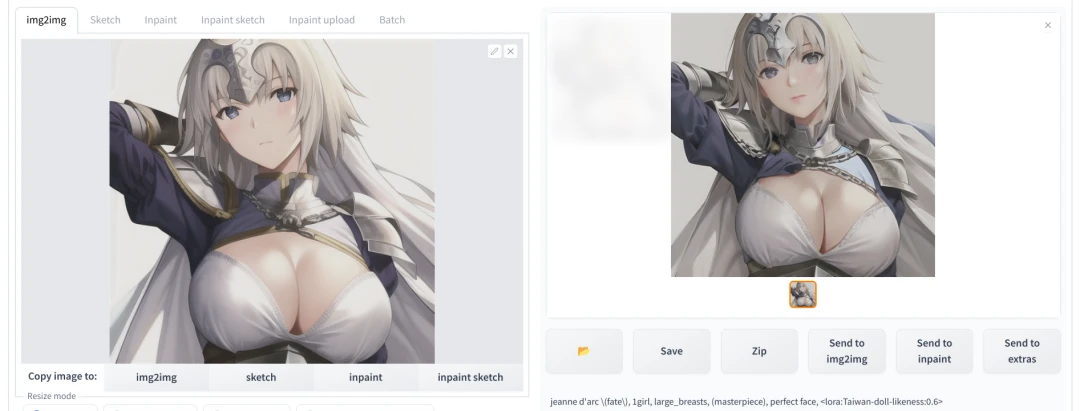 img2img Sketch Inpaint Inpaint sketch Inpaint upload Batch
Copy image to: img2img sketch inpaint inpaint sketch
Resize mode
Save Zip Send to img2img Send to inpaint Send to extras
jeanne d'arc \(fate\), 1girl, large_breasts, (masterpiece), perfect face, <lora:Taiwan-doll-likeness:0.6>